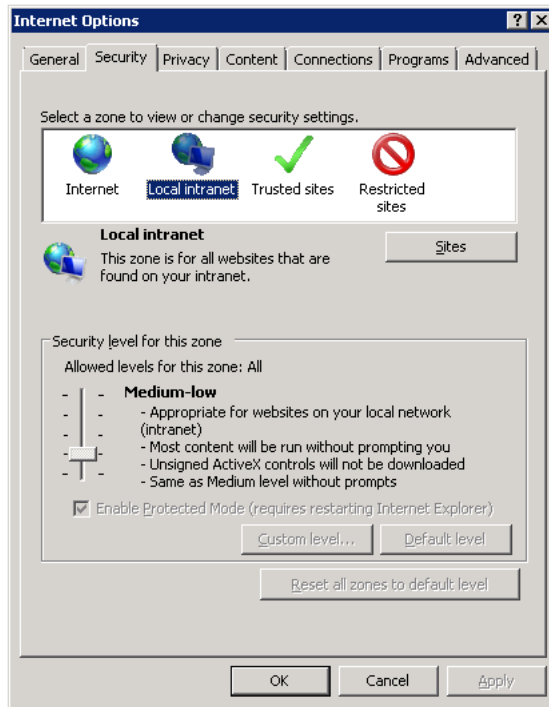 Internet Options
General Security Privacy Content Connections Programs Advanced
Select a zone to view or change security settings.
Internet Local intranet Trusted sites Restricted
sites
Local intranet
This zone is for all websites that are
found on your intranet.
Sites
Security level for this zone
Allowed levels for this zone: All
Medium-low
- Appropriate for websites on your local network
(intranet)
- Most content will be run without prompting you
- Unsigned ActiveX controls will not be downloaded
- Same as Medium level without prompts
Enable Protected Mode (requires restarting Internet Explorer)
Custom level... Default level
Reset all zones to default level
OK Cancel Apply